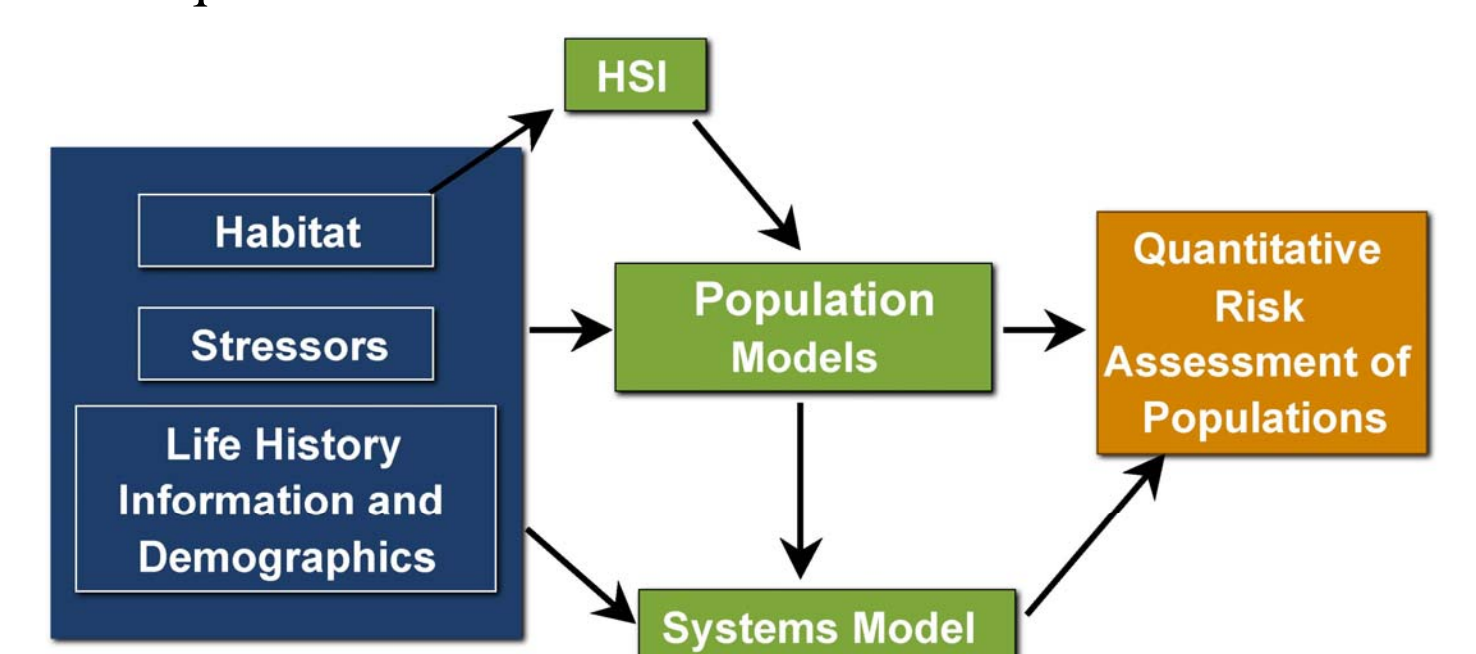 HSI
Habitat
Stressors
Life History
Information and
Demographics
Population
Models
Systems Model
Quantitative
Risk
Assessment of
Populations